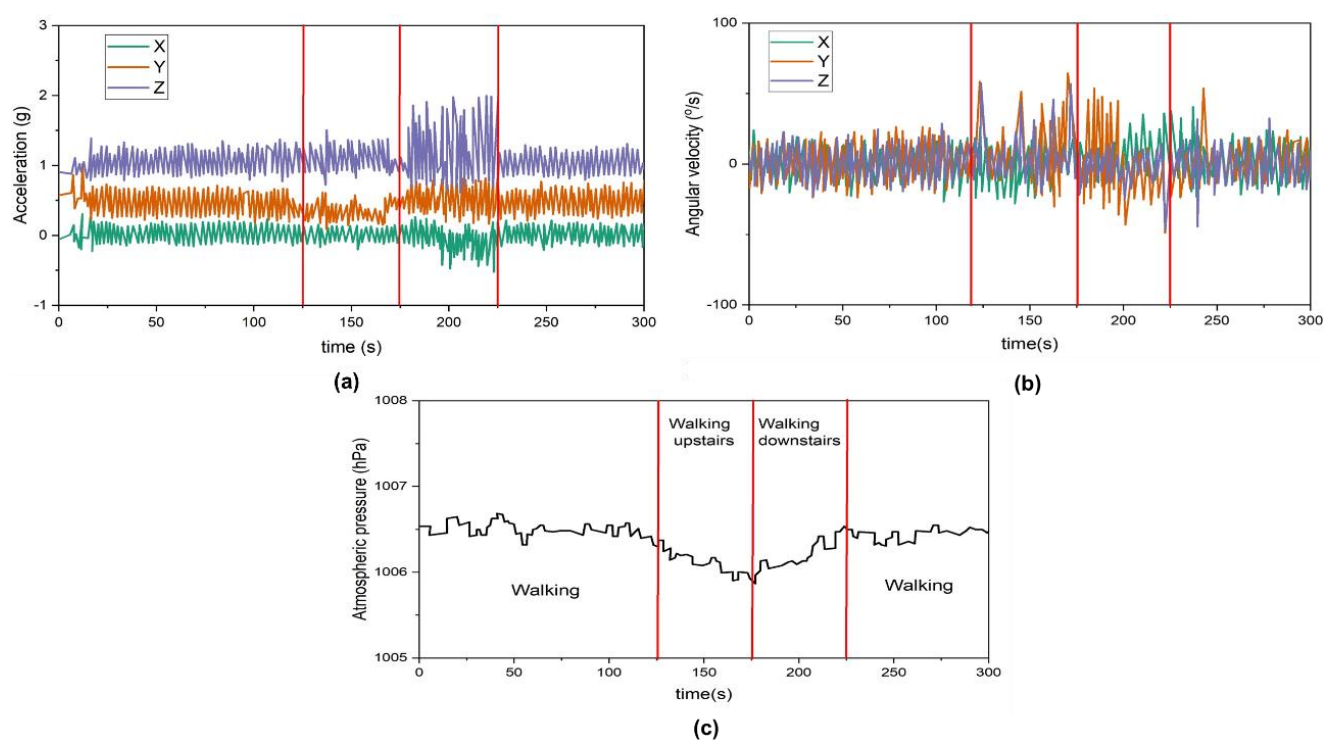 3
2
1
0
-1
Acceleration (g)
X
Y
Z
0 50 100 150 200 250 300
time (s)
(a)
100
0
-100
Angular velocity (°/s)
X
Y
Z
0 50 100 150 200 250 300
time(s)
(b)
1008
1007
1006
1005
Atmospheric pressure (hPa)
Walking
upstairs
Walking
downstairs
Walking
Walking
0 50 100 150 200 250 300
time(s)
(c)